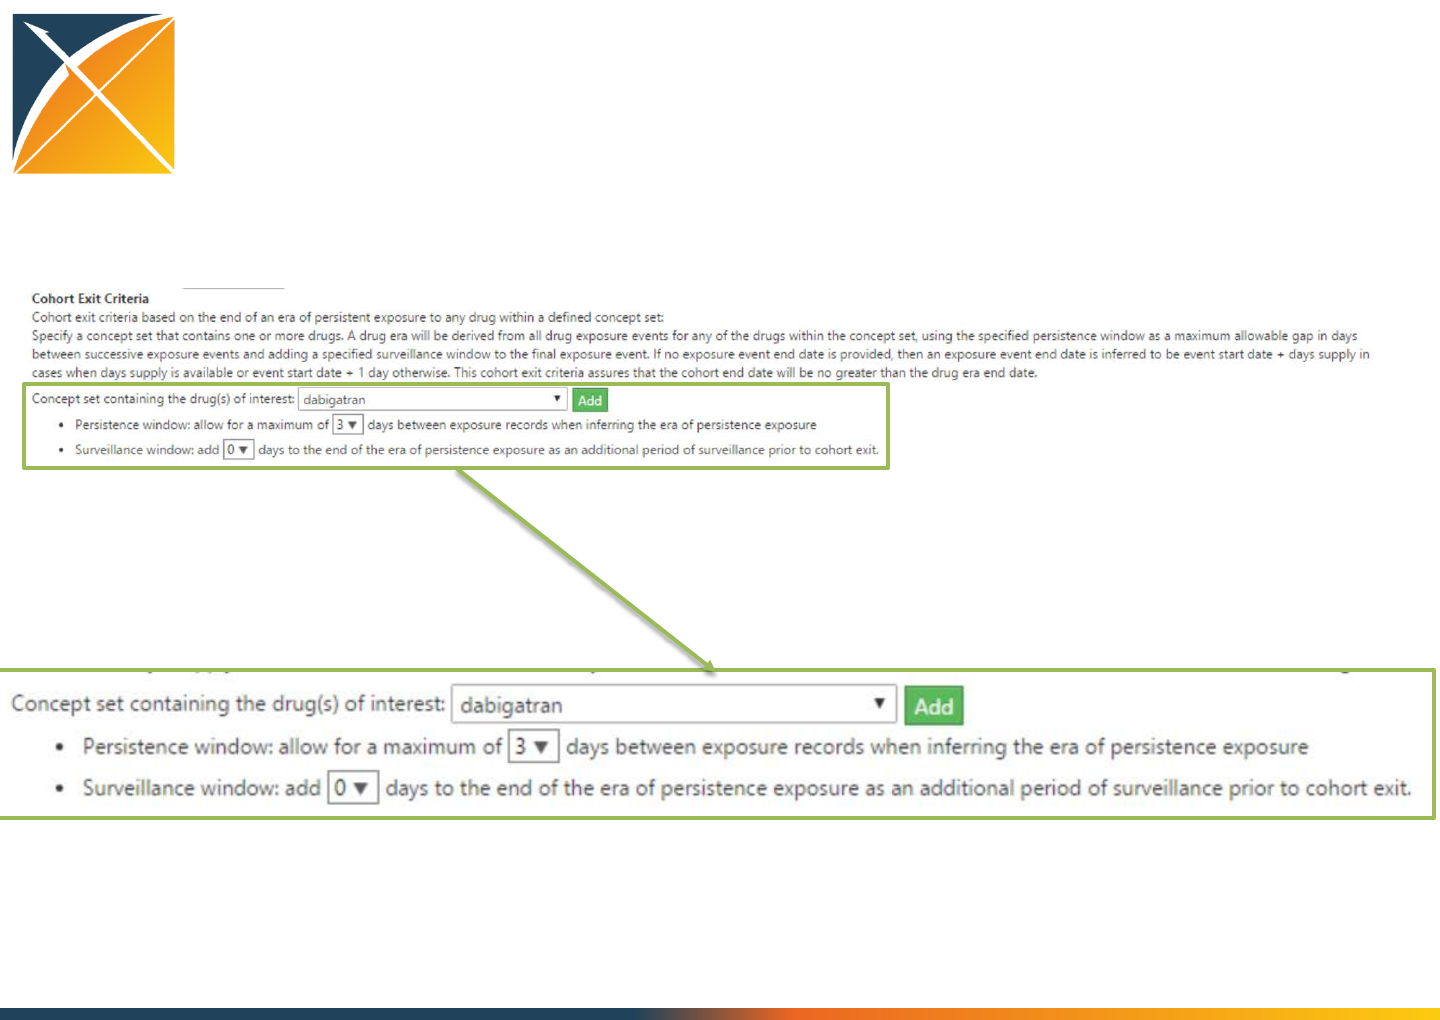 Cohort Exit Criteria
Cohort exit criteria based on the end of an era of persistent exposure to any drug within a defined concept set:
Specify a concept set that contains one or more drugs. A drug era will be derived from all drug exposure events for any of the drugs within the concept set, using the specified persistence window as a maximum allowable gap in days
between successive exposure events and adding a specified surveillance window to the final exposure event. If no exposure event end date is provided, then an exposure event end date is inferred to be event start date + days supply in
cases when days supply is available or event start date + 1 day otherwise. This cohort exit criteria assures that the cohort end date will be no greater than the drug era end date.
Concept set containing the drug(s) of interest: dabigatran ▼ Add
• Persistence window: allow for a maximum of 3 ▼ days between exposure records when inferring the era of persistence exposure
• Surveillance window: add 0 ▼ days to the end of the era of persistence exposure as an additional period of surveillance prior to cohort exit.
Concept set containing the drug(s) of interest: dabigatran ▼ Add
• Persistence window: allow for a maximum of 3 ▼ days between exposure records when inferring the era of persistence exposure
• Surveillance window: add 0 ▼ days to the end of the era of persistence exposure as an additional period of surveillance prior to cohort exit.